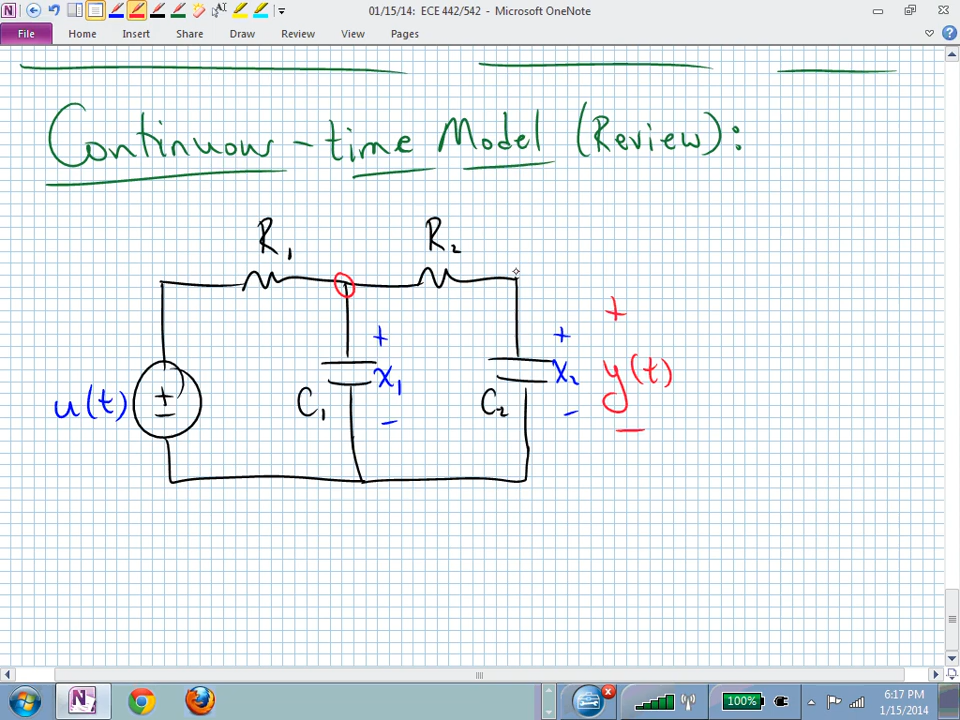 01/15/14: ECE 442/542 - Microsoft OneNote
File Home Insert Share Draw Review View Pages
Continuous-time Model (Review):
R1 R2
+ + +
u(t) + x1 x2 y(t)
- C1 - C2 - -
100% 6:17 PM
1/15/2014